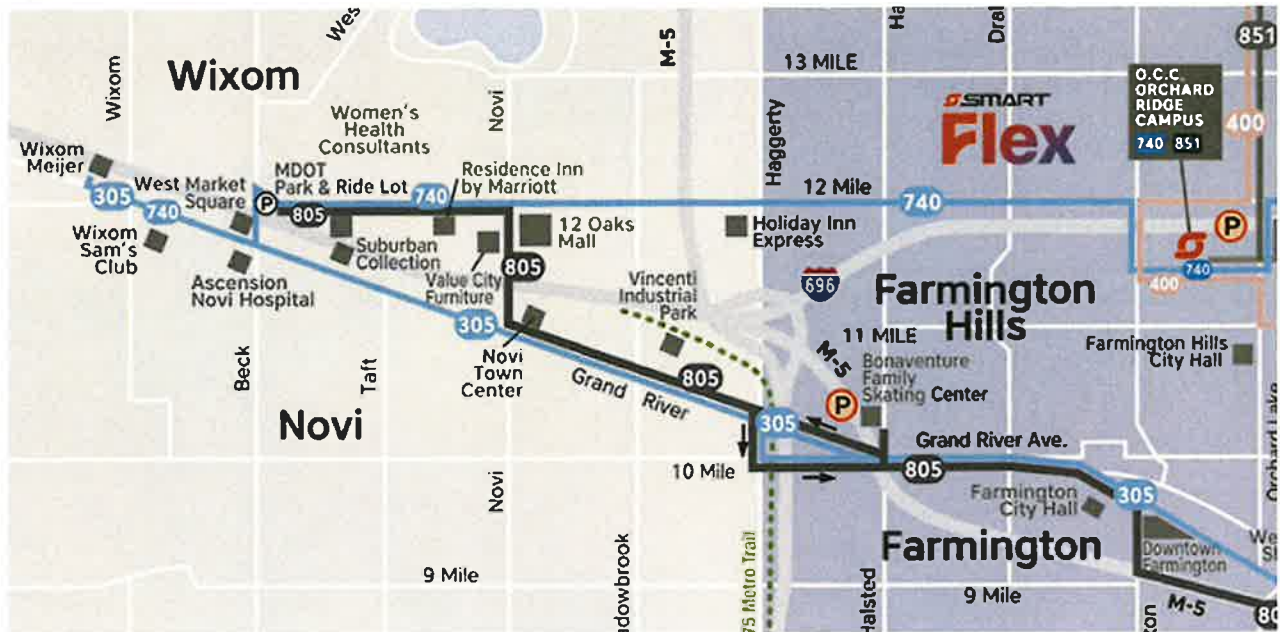 Wixom
M-5
13 MILE
851
O.C.C.
ORCHARD
RIDGE
CAMPUS
740 851
400
SMART
Flex
Wixom
Novi
Haggerty
Women's
Health
Consultants
Wixom
Meijer
305
West Market
Square
740
MDOT
Park & Ride Lot
P
805
740
Residence Inn
by Marriott
12 Mile
740
12 Oaks
Mall
Holiday Inn
Express
P
740
400
Wixom
Sam's
Club
Ascension
Novi Hospital
Suburban
Collection
Value City
Furniture
805
Vincenti
Industrial
Park
696
Farmington
Hills
305
Novi
Town
Center
11 MILE
M-5
Bonaventure
Family
Skating Center
P
Farmington Hills
City Hall
Beck
Taft
Grand River
805
305
Novi
Grand River Ave.
10 Mile
805
Orchard Lake
Novi
Farmington
City Hall
305
Farmington
Downtown
Farmington
9 Mile
Halsted
9 Mile
M-5